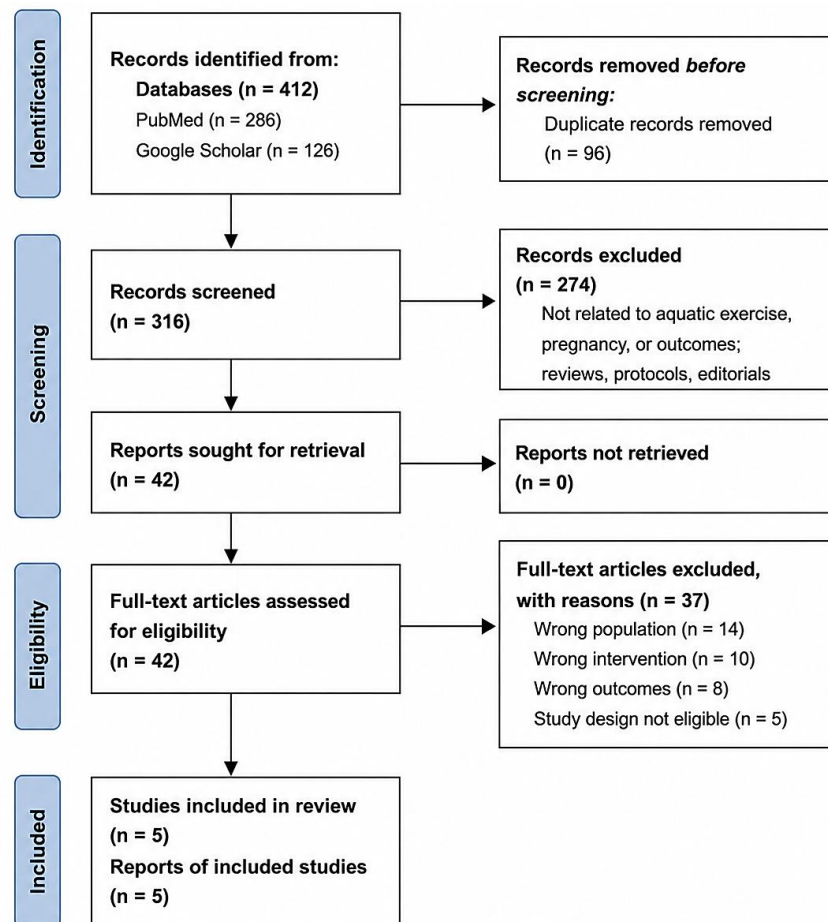 Identification
Records identified from:
Databases (n = 412)
PubMed (n = 286)
Google Scholar (n = 126)
Records removed before
screening:
Duplicate records removed
(n = 96)
Screening
Records screened
(n = 316)
Records excluded
(n = 274)
Not related to aquatic exercise,
pregnancy, or outcomes;
reviews, protocols, editorials
Reports sought for retrieval
(n = 42)
Reports not retrieved
(n = 0)
Eligibility
Full-text articles assessed
for eligibility
(n = 42)
Full-text articles excluded,
with reasons (n = 37)
Wrong population (n = 14)
Wrong intervention (n = 10)
Wrong outcomes (n = 8)
Study design not eligible (n = 5)
Included
Studies included in review
(n = 5)
Reports of included studies
(n = 5)